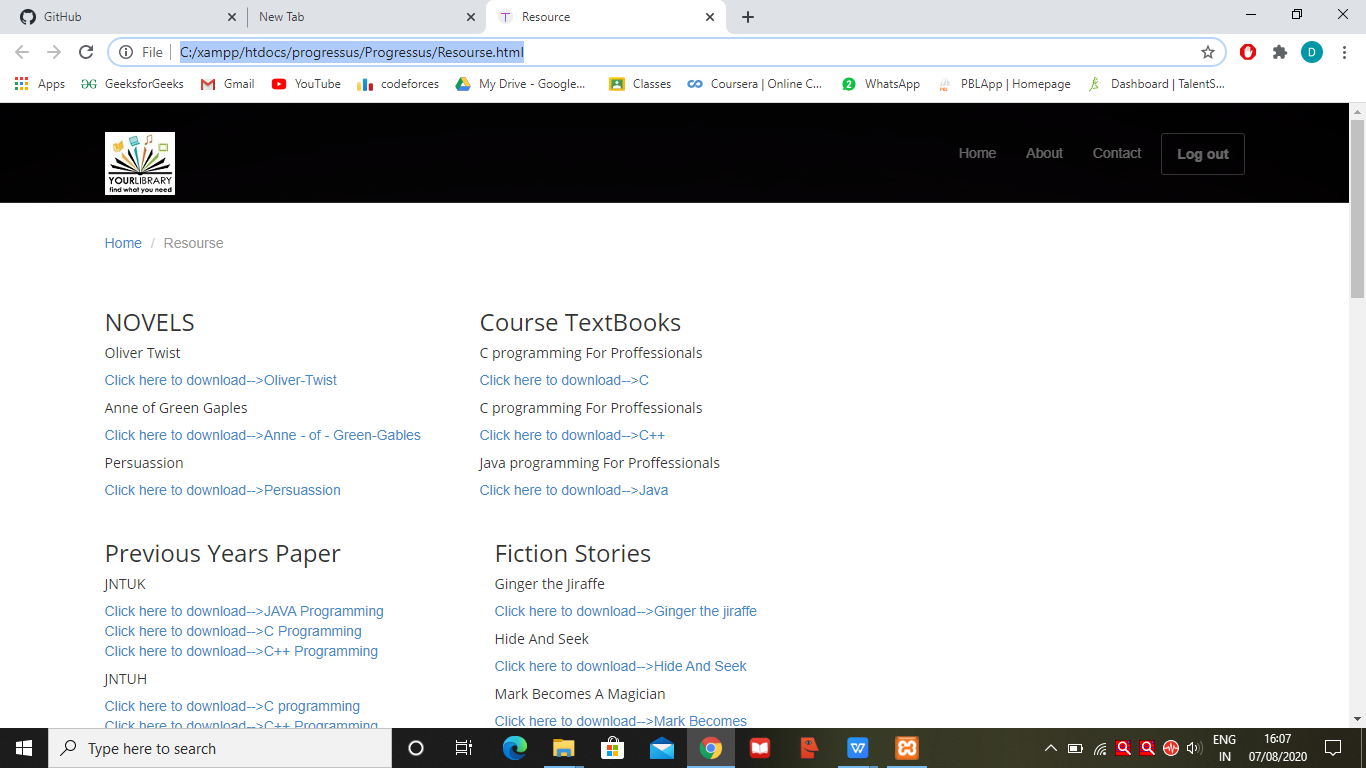 GitHub
New Tab
Resource
File
C:/xampp/htdocs/progressus/Progressus/Resourse.html
D
Apps
GeeksforGeeks
Gmail
YouTube
codeforces
My Drive - Google...
Classes
Coursera | Online C...
2
WhatsApp
PBLApp | Homepage
Dashboard | TalentS...
YOURLIBRARY
find what you need
Home
About
Contact
Log out
Home / Resourse
NOVELS
Oliver Twist
Click here to download-->Oliver-Twist
Anne of Green Gaples
Click here to download-->Anne - of - Green-Gables
Persuassion
Click here to download-->Persuassion
Course TextBooks
C programming For Proffessionals
Click here to download-->C
C programming For Proffessionals
Click here to download-->C++
Java programming For Proffessionals
Click here to download-->Java
Previous Years Paper
JNTUK
Click here to download-->JAVA Programming
Click here to download-->C Programming
Click here to download-->C++ Programming
JNTUH
Click here to download-->C programming
Click here to download-->C++ Programming
Fiction Stories
Ginger the Jiraffe
Click here to download-->Ginger the jiraffe
Hide And Seek
Click here to download-->Hide And Seek
Mark Becomes A Magician
Click here to download-->Mark Becomes
Type here to search
ENG
IN
16:07
07/08/2020